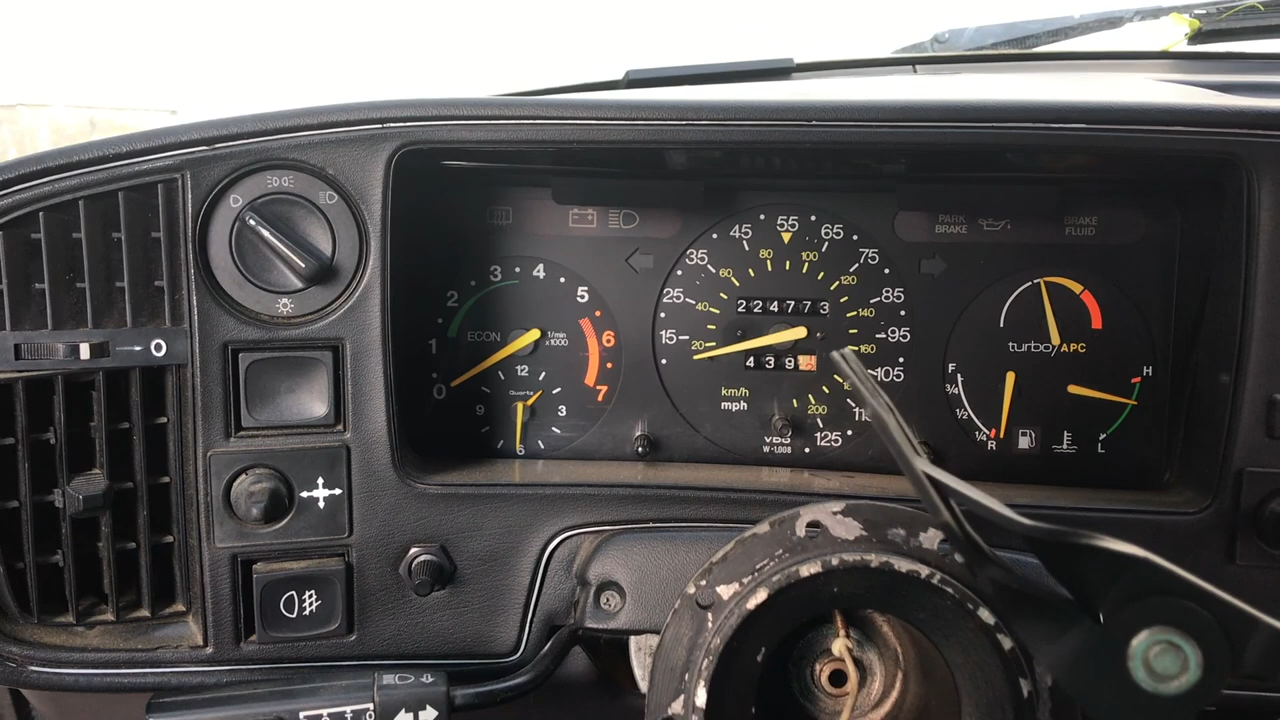 PARK
BRAKE
BRAKE
FLUID
15
25
35
45
55
65
75
85
95
105
125
20
40
60
80
100
120
140
160
200
224773
439
km/h
mph
W-1.008
0
1
2
3
4
5
6
7
ECON
1/min
x1000
12
Quartz
9
3
6
turbo/APC
F
3/4
1/2
1/4
R
H
L
O